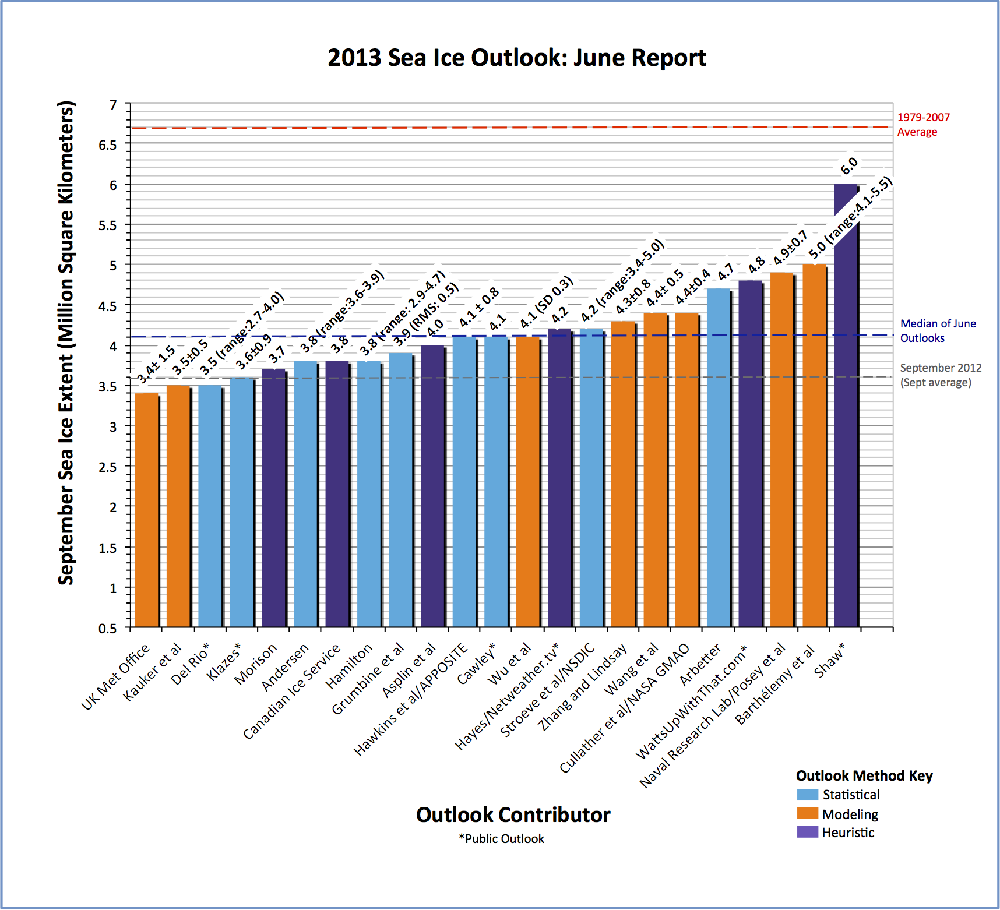 2013 Sea Ice Outlook: June Report
September Sea Ice Extent (Million Square Kilometers)
7
6.5
6
5.5
5
4.5
4
3.5
3
2.5
2
1.5
1
0.5
1979-2007
Average
Median of June
Outlooks
September 2012
(Sept average)
3.4± 1.5
3.5±0.5
3.5 (range:2.7-4.0)
3.6±0.9
3.7
3.8 (range:3.6-3.9)
3.8
3.8 (range: 2.9-4.7)
3.9 (RMS: 0.5)
4.0
4.1 ± 0.8
4.1
4.1 (SD 0.3)
4.2
4.2 (range:3.4-5.0)
4.3±0.8
4.4± 0.5
4.4±0.4
4.7
4.8
4.9±0.7
5.0 (range:4.1-5.5)
6.0
UK Met Office
Kauker et al
Del Rio*
Klazes*
Morison
Andersen
Canadian Ice Service
Hamilton
Grumbine et al
Asplin et al
Hawkins et al/APPOSITE
Cawley*
Wu et al
Hayes/Netweather.tv*
Stroeve et al/NSDIC
Zhang and Lindsay
Wang et al
Cullather et al/NASA GMAO
Arbetter
WattsUpWithThat.com*
Naval Research Lab/Posey et al
Barthélemy et al
Shaw*
Outlook Contributor
*Public Outlook
Outlook Method Key
Statistical
Modeling
Heuristic